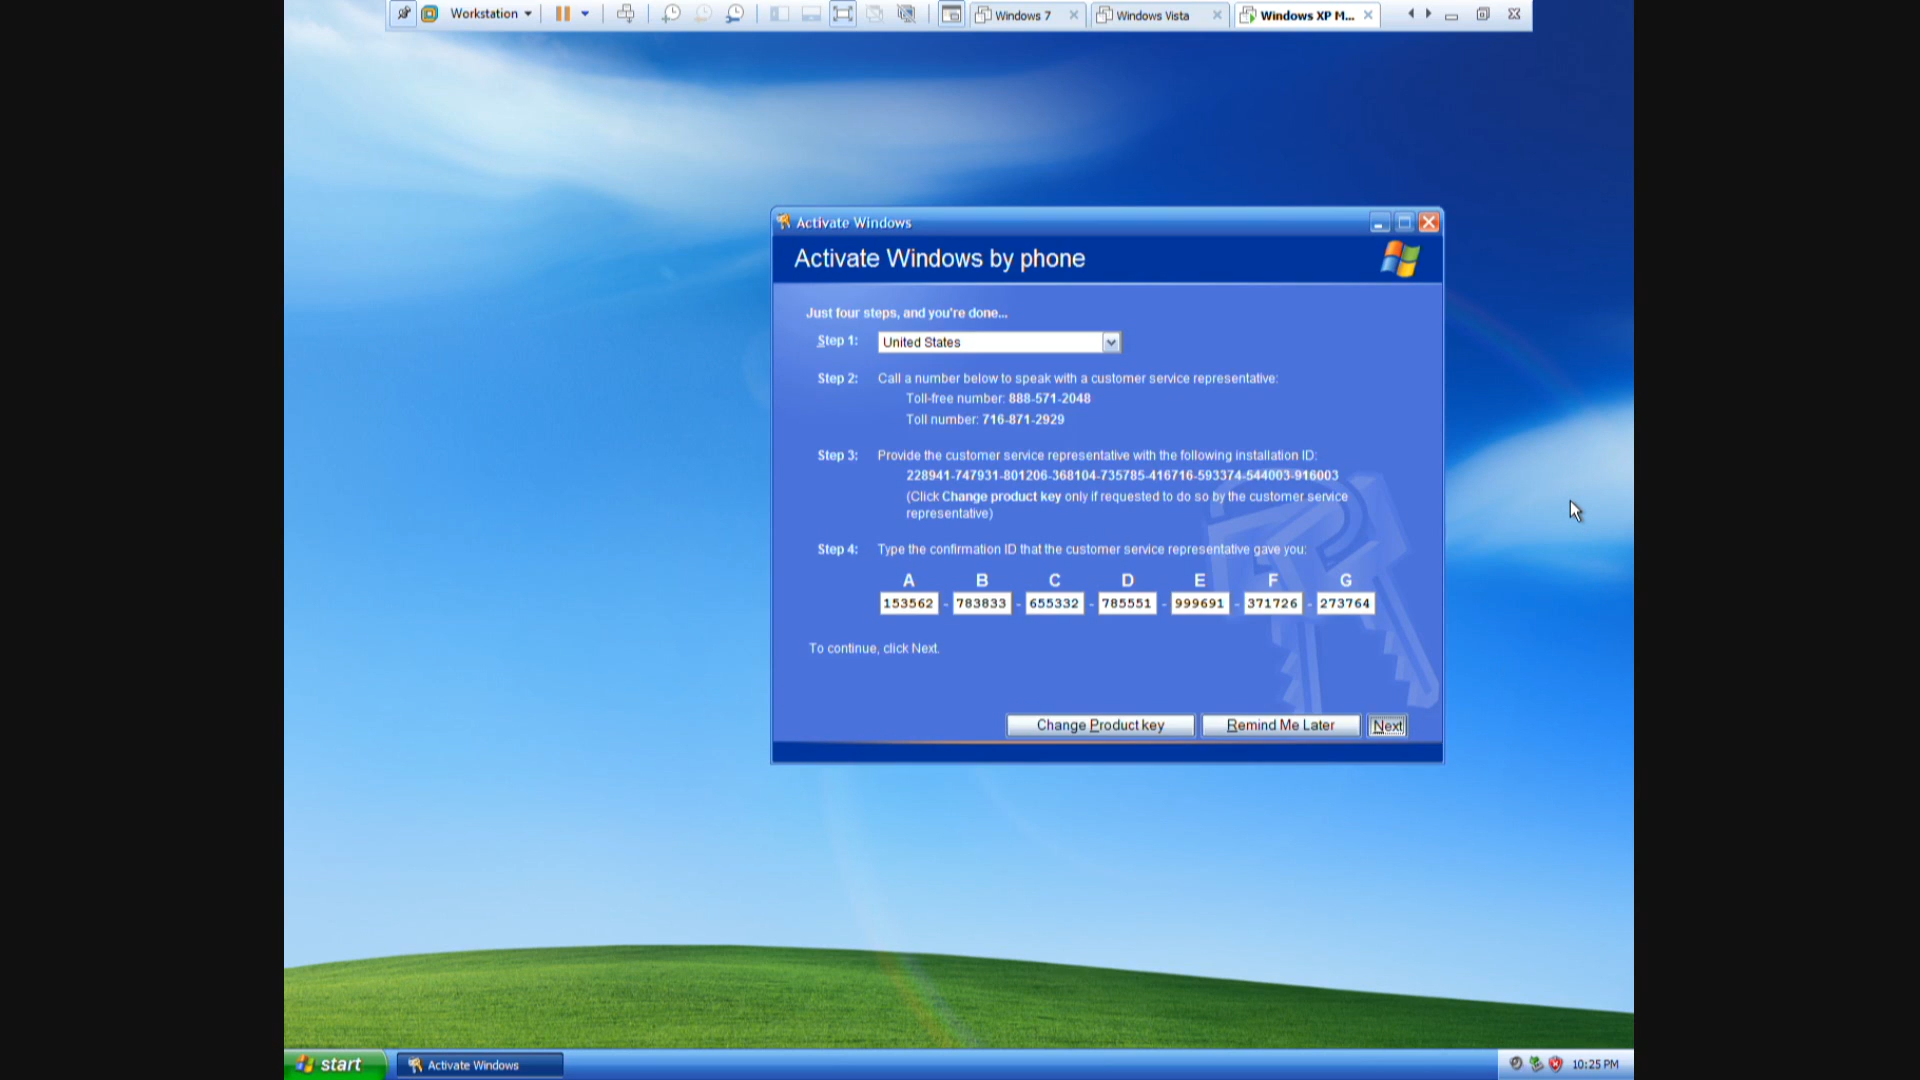 Workstation Windows 7 Windows Vista Windows XP M...
Activate Windows
Activate Windows by phone
Just four steps, and you're done...
Step 1: United States
Step 2: Call a number below to speak with a customer service representative:
Toll-free number: 888-571-2048
Toll number: 716-871-2929
Step 3: Provide the customer service representative with the following installation ID:
228941-747931-801206-368104-735785-416716-593374-544003-916003
(Click Change product key only if requested to do so by the customer service
representative)
Step 4: Type the confirmation ID that the customer service representative gave you:
A B C D E F G
153562 - 783833 - 655332 - 785551 - 999691 - 371726 - 273764
To continue, click Next.
Change Product key Remind Me Later Next
start Activate Windows 10:25 PM